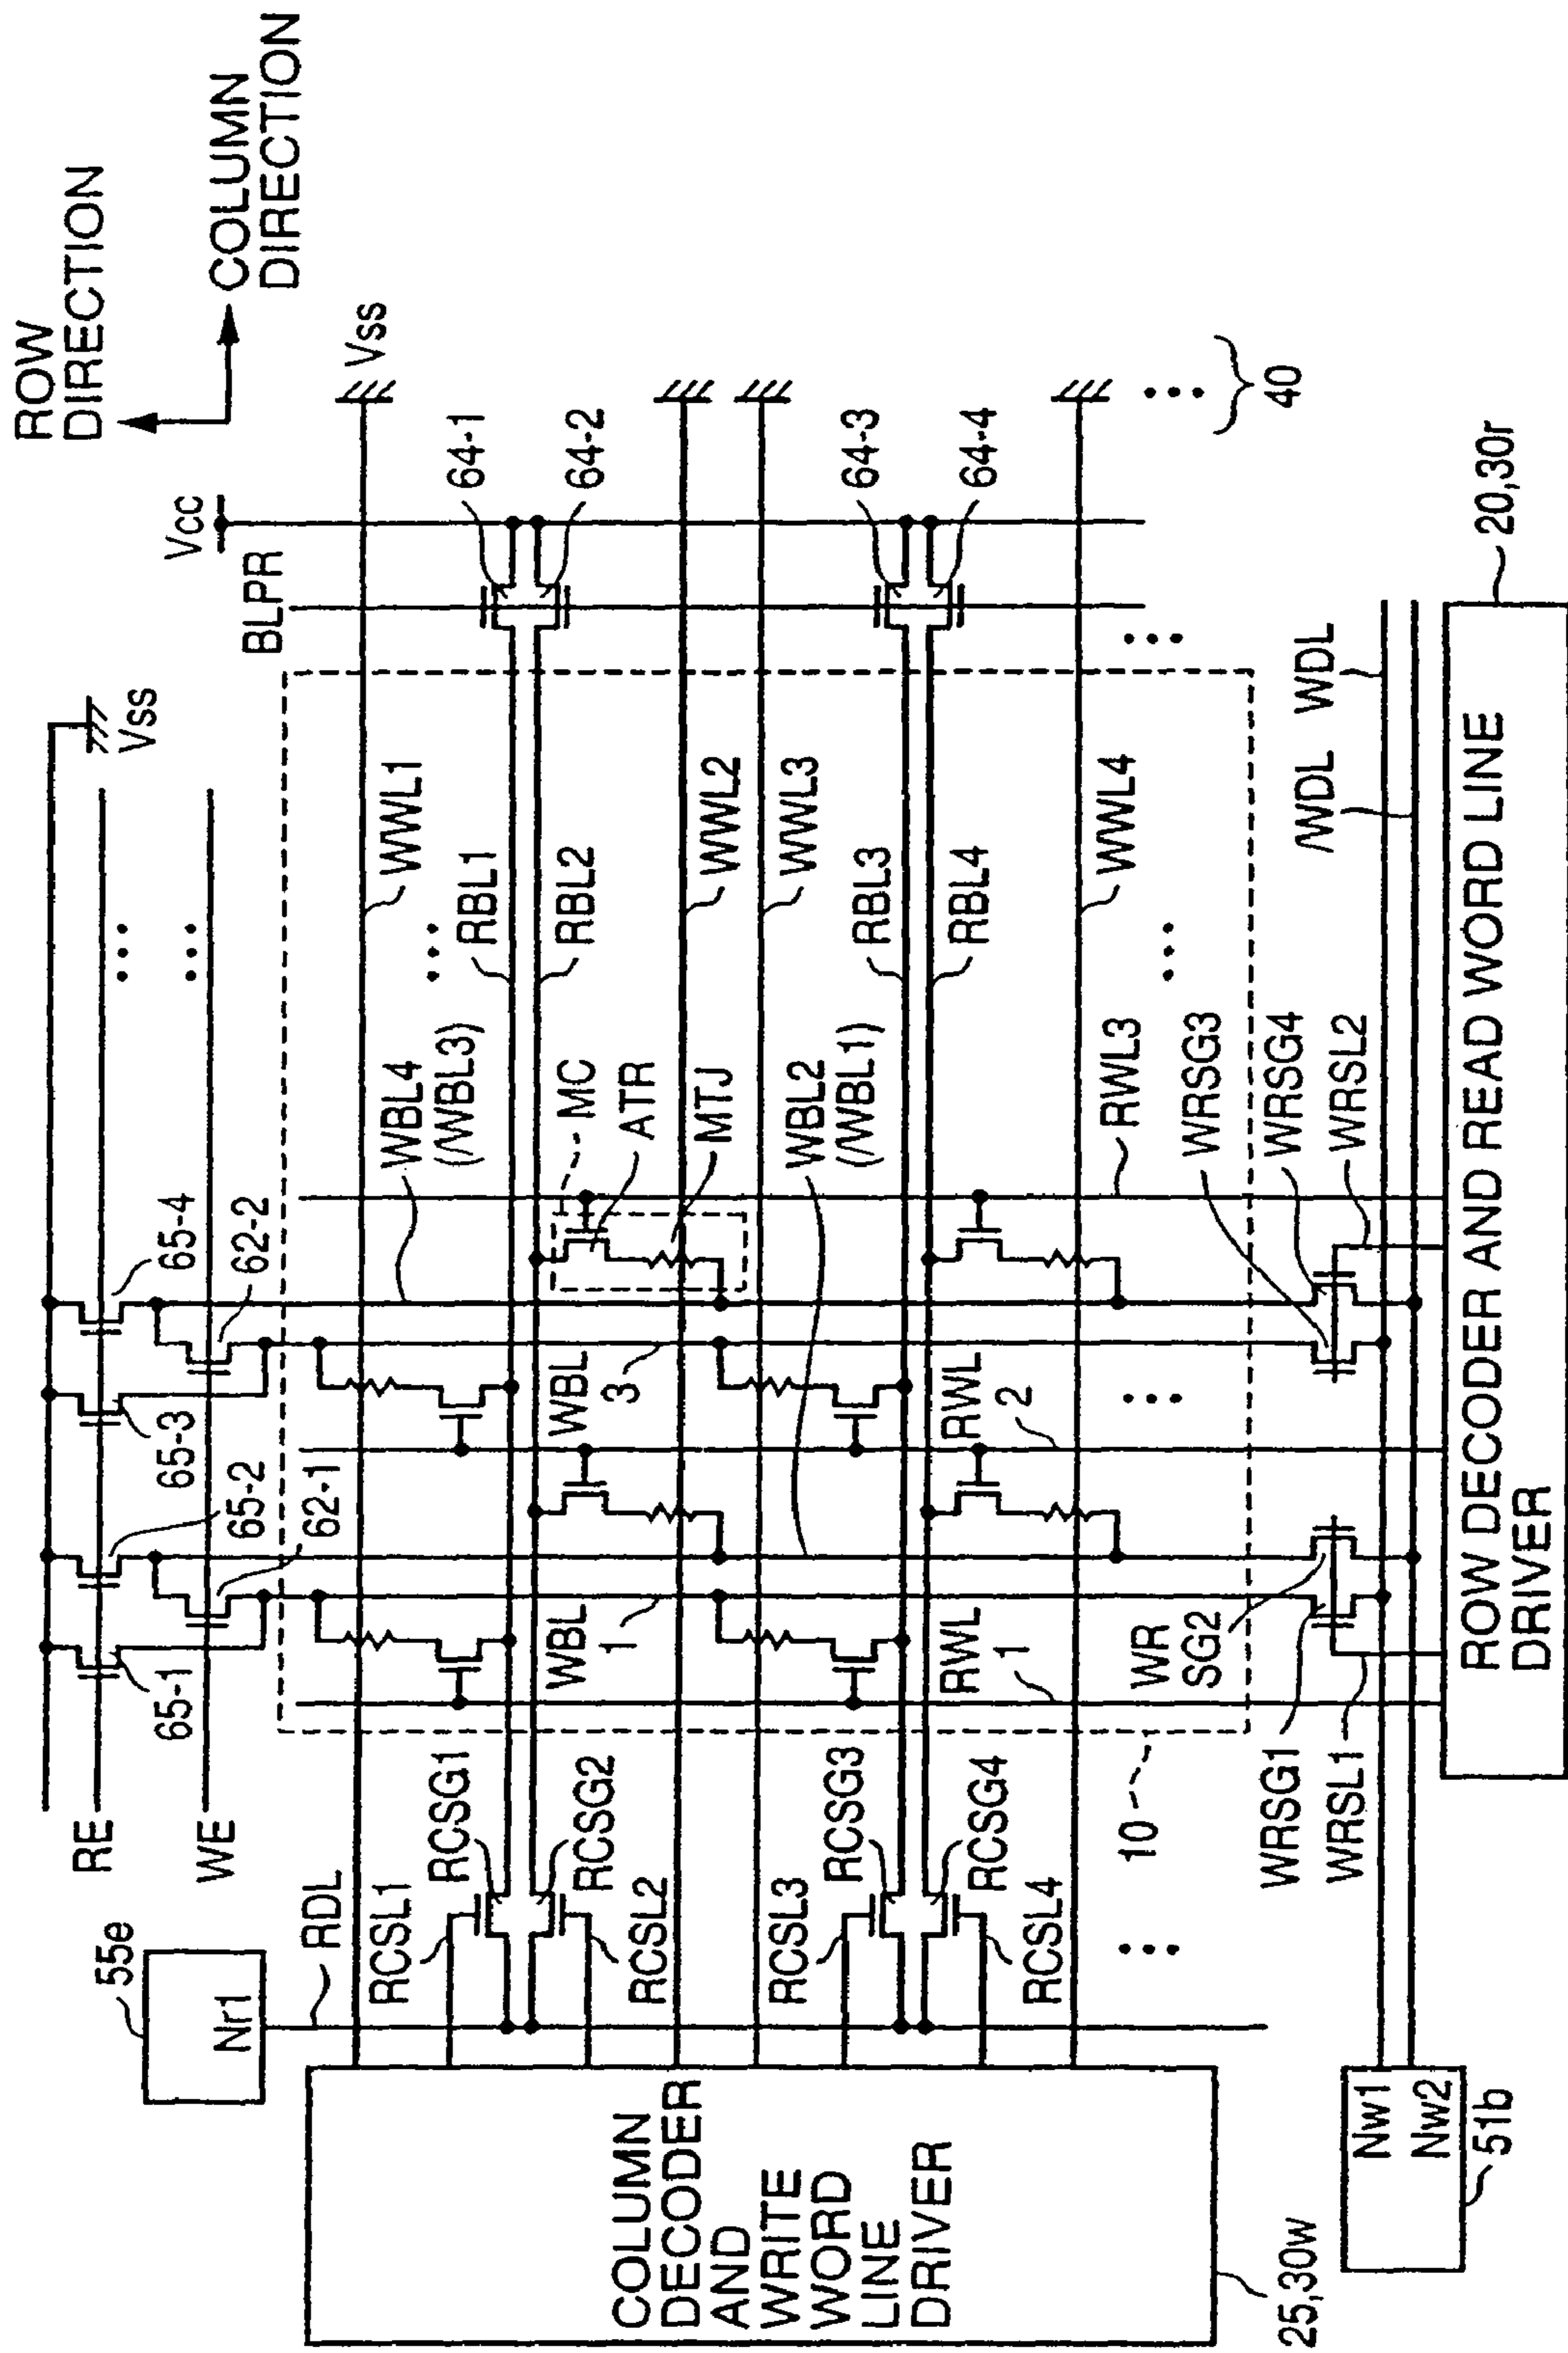 ROW
DIRECTION
COLUMN
DIRECTION
Vss
Vcc
BLPR
64-1
64-2
64-3
64-4
40
Vss
RE
WE
65-1
65-2
62-1
65-3
65-4
62-2
55e
Nr1
RDL
WWL1
WBL4
(/WBL3)
RBL1
RBL2
MC
ATR
MTJ
WWL2
WWL3
WBL2
(/WBL1)
RBL3
RBL4
WWL4
RWL3
WBL
1
WBL
3
RWL
1
RWL
2
RCSL1
RCSG1
RCSG2
RCSL2
RCSL3
RCSG3
RCSG4
RCSL4
10
WR
SG2
WRSG1
WRSL1
WRSG3
WRSG4
WRSL2
/WDL
WDL
COLUMN
DECODER
AND
WRITE
WORD
LINE
DRIVER
25,30w
Nw1
Nw2
51b
ROW DECODER AND READ WORD LINE
DRIVER
20,30r